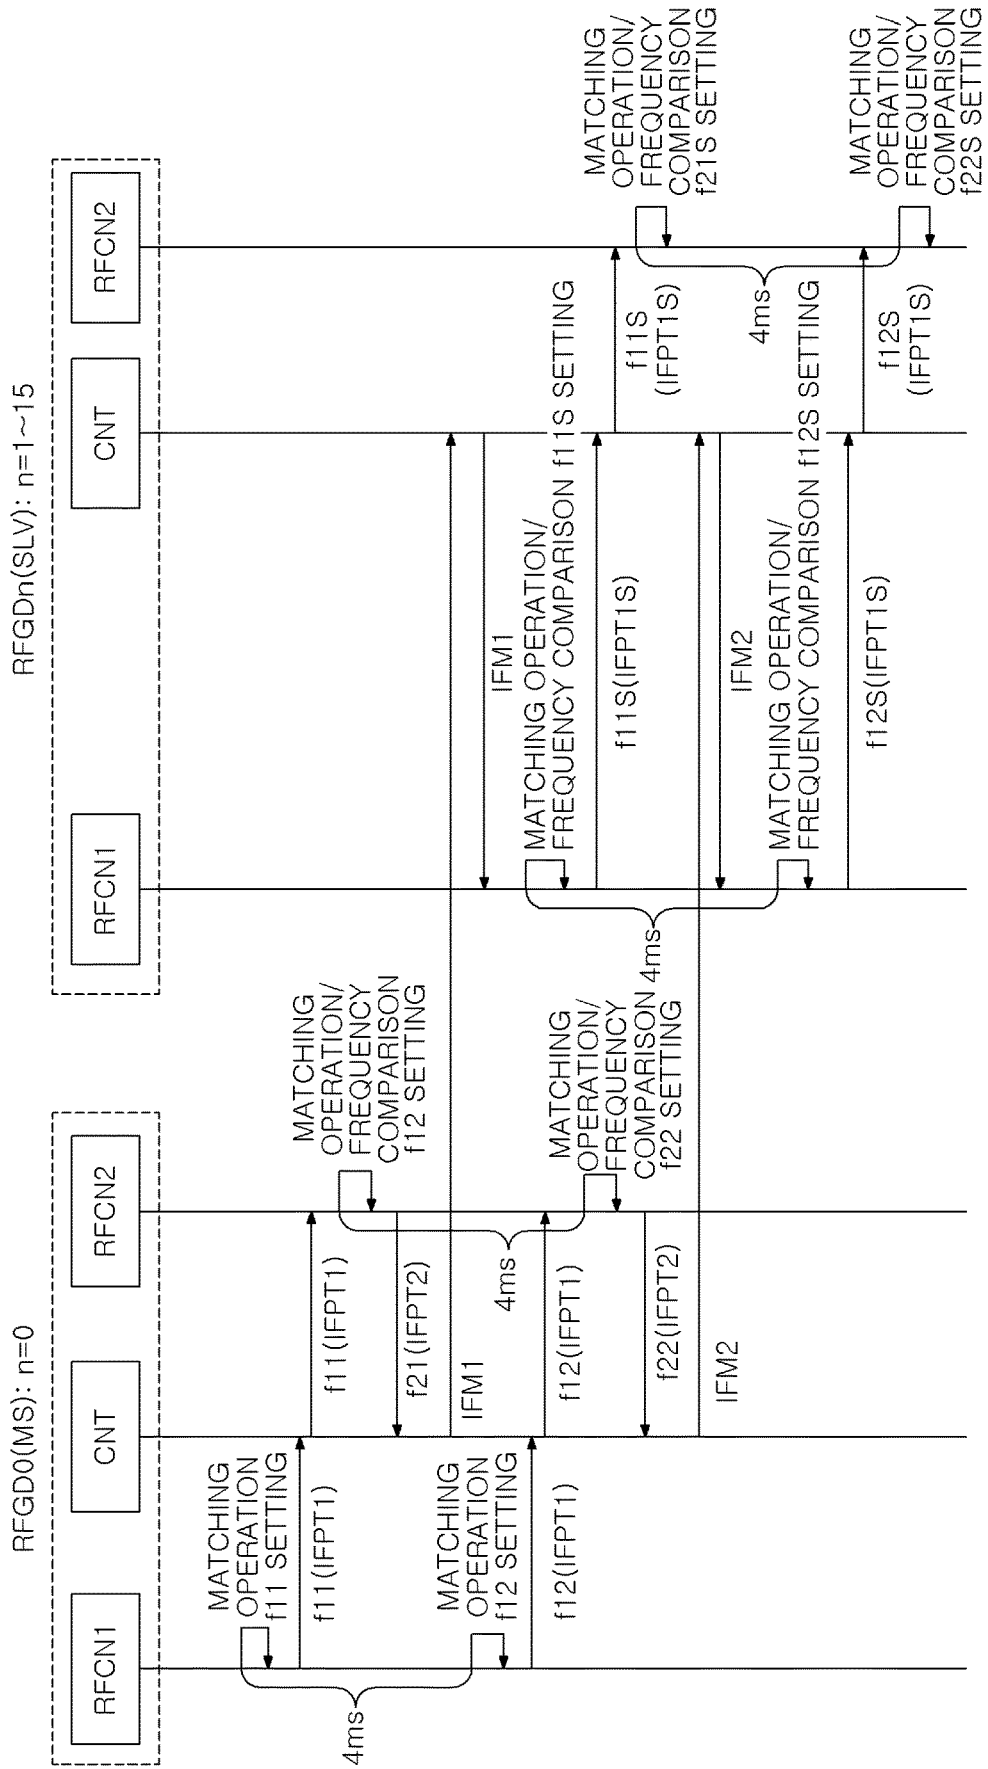 RFGD0(MS): n=0
RFGDn(SLV): n=1~15
RFCN1
CNT
RFCN2
RFCN1
CNT
RFCN2
MATCHING
OPERATION
f11 SETTING
f11(IFPT1)
4ms
MATCHING
OPERATION
f12 SETTING
f12(IFPT1)
f11(IFPT1)
MATCHING
OPERATION/
FREQUENCY
COMPARISON
f12 SETTING
f21(IFPT2)
IFM1
4ms
f12(IFPT1)
MATCHING
OPERATION/
FREQUENCY
COMPARISON
f22 SETTING
f22(IFPT2)
IFM2
IFM1
MATCHING OPERATION/
FREQUENCY COMPARISON f11S SETTING
f11S(IFPT1S)
4ms
IFM2
MATCHING OPERATION/
FREQUENCY COMPARISON f12S SETTING
f12S(IFPT1S)
f11S
(IFPT1S)
MATCHING
OPERATION/
FREQUENCY
COMPARISON
f21S SETTING
4ms
f12S
(IFPT1S)
MATCHING
OPERATION/
FREQUENCY
COMPARISON
f22S SETTING